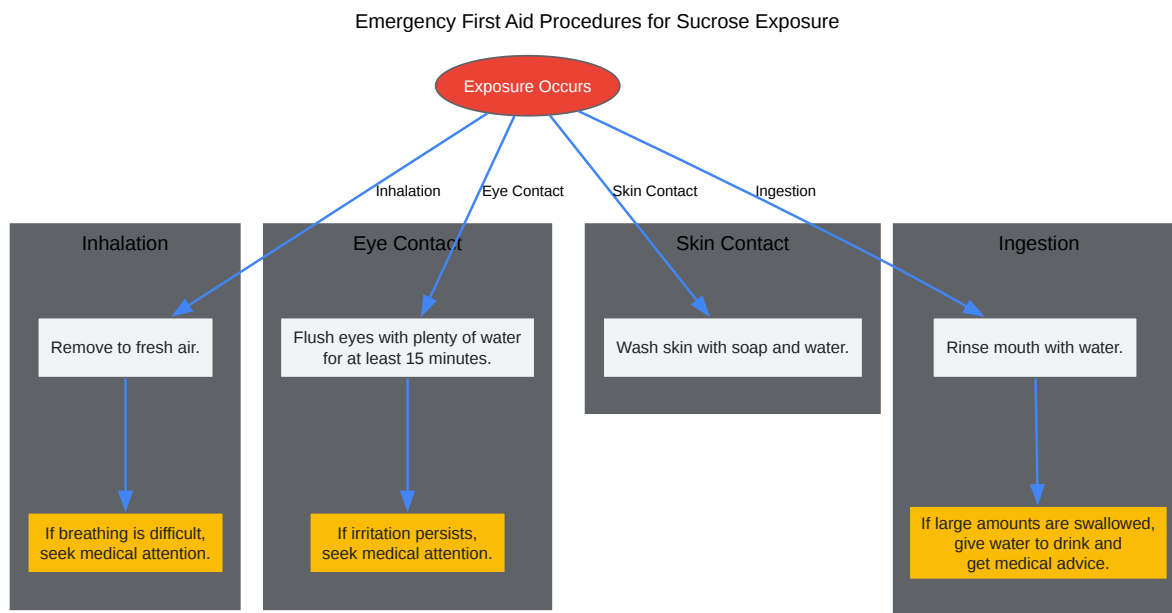 Emergency First Aid Procedures for Sucrose Exposure
Exposure Occurs
Inhalation
Eye Contact
Skin Contact
Ingestion
Inhalation
Eye Contact
Skin Contact
Ingestion
Remove to fresh air.
Flush eyes with plenty of water
for at least 15 minutes.
Wash skin with soap and water.
Rinse mouth with water.
If breathing is difficult,
seek medical attention.
If irritation persists,
seek medical attention.
If large amounts are swallowed,
give water to drink and
get medical advice.